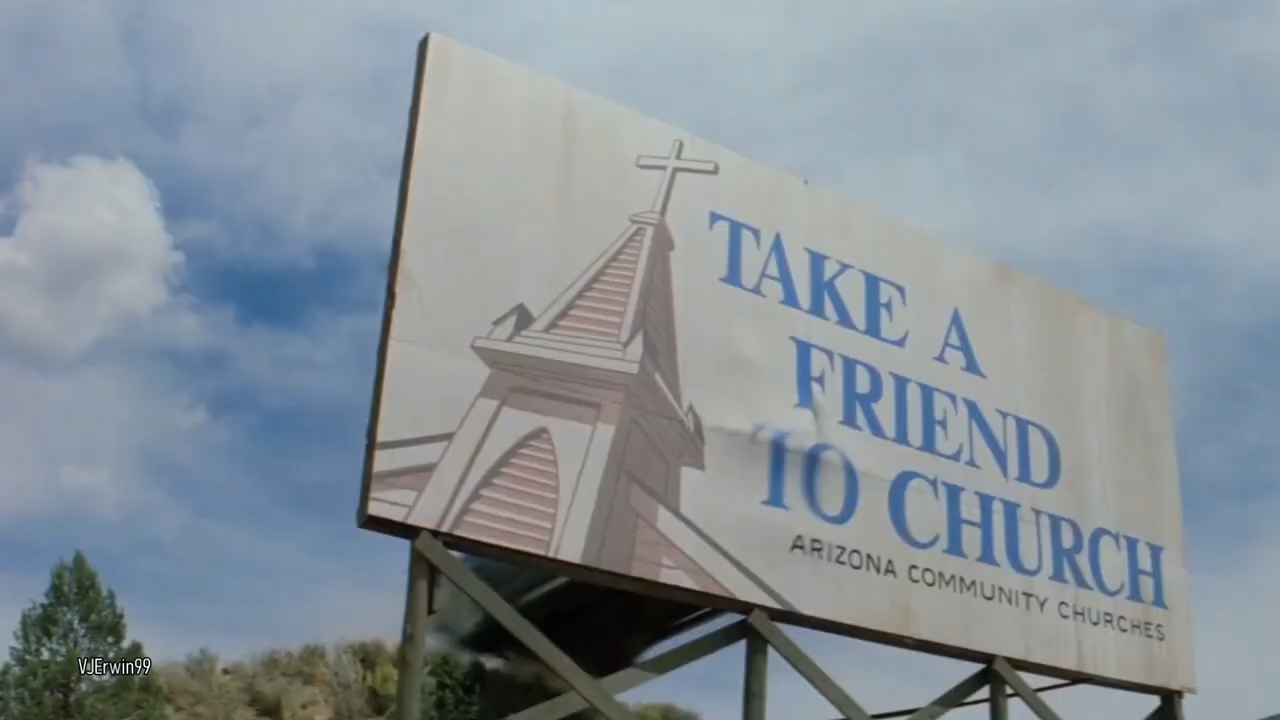 TAKE A
FRIEND
TO CHURCH
ARIZONA COMMUNITY CHURCHES
VJErwin99